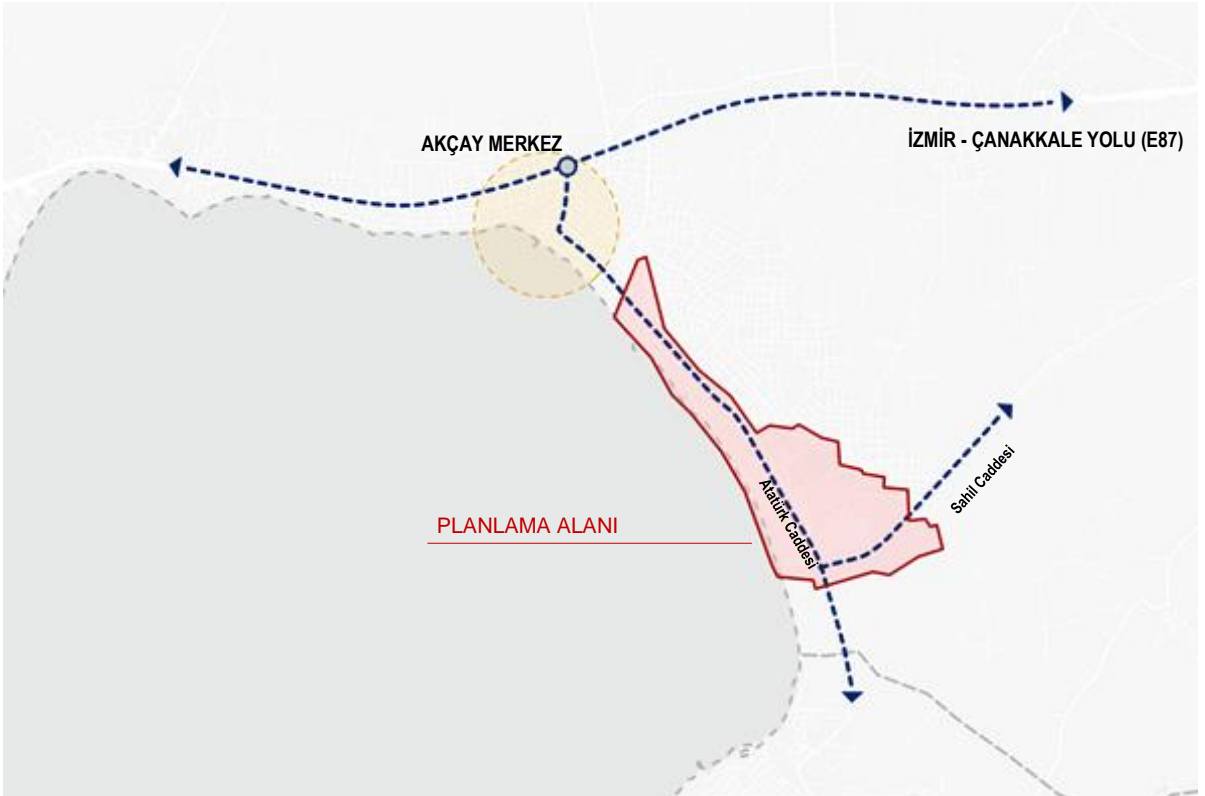 AKÇAY MERKEZ
İZMİR - ÇANAKKALE YOLU (E87)
Sahil Caddesi
Atatürk Caddesi
PLANLAMA ALANI